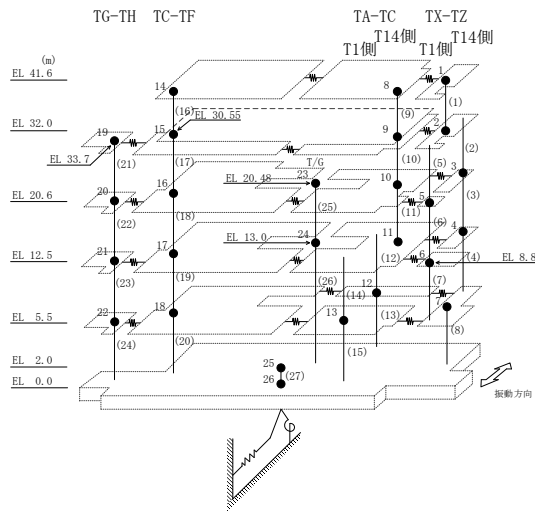 TG-TH TC-TF TA-TC TX-TZ
T1側 T14側 T1側 T14側
(m)
EL 41.6
14 8 1
(16) (9) (1)
EL 30.55
EL 32.0
19 15 9 2
EL 33.7
(21) (17) (10) (2)
T/G
EL 20.6
EL 20.48
20 16 23 10 (5) 3
(22) (18) (25) (11) 5 (3)
EL 13.0
24 11 (6) 4
EL 12.5
21 17 (12) 6 (4)
EL 8.8
(23) (19) (26) (14) 12 (7)
EL 5.5
22 18 13 (13) 7
(24) (20) (15) (8)
EL 2.0
25
EL 0.0
26 (27)
振動方向